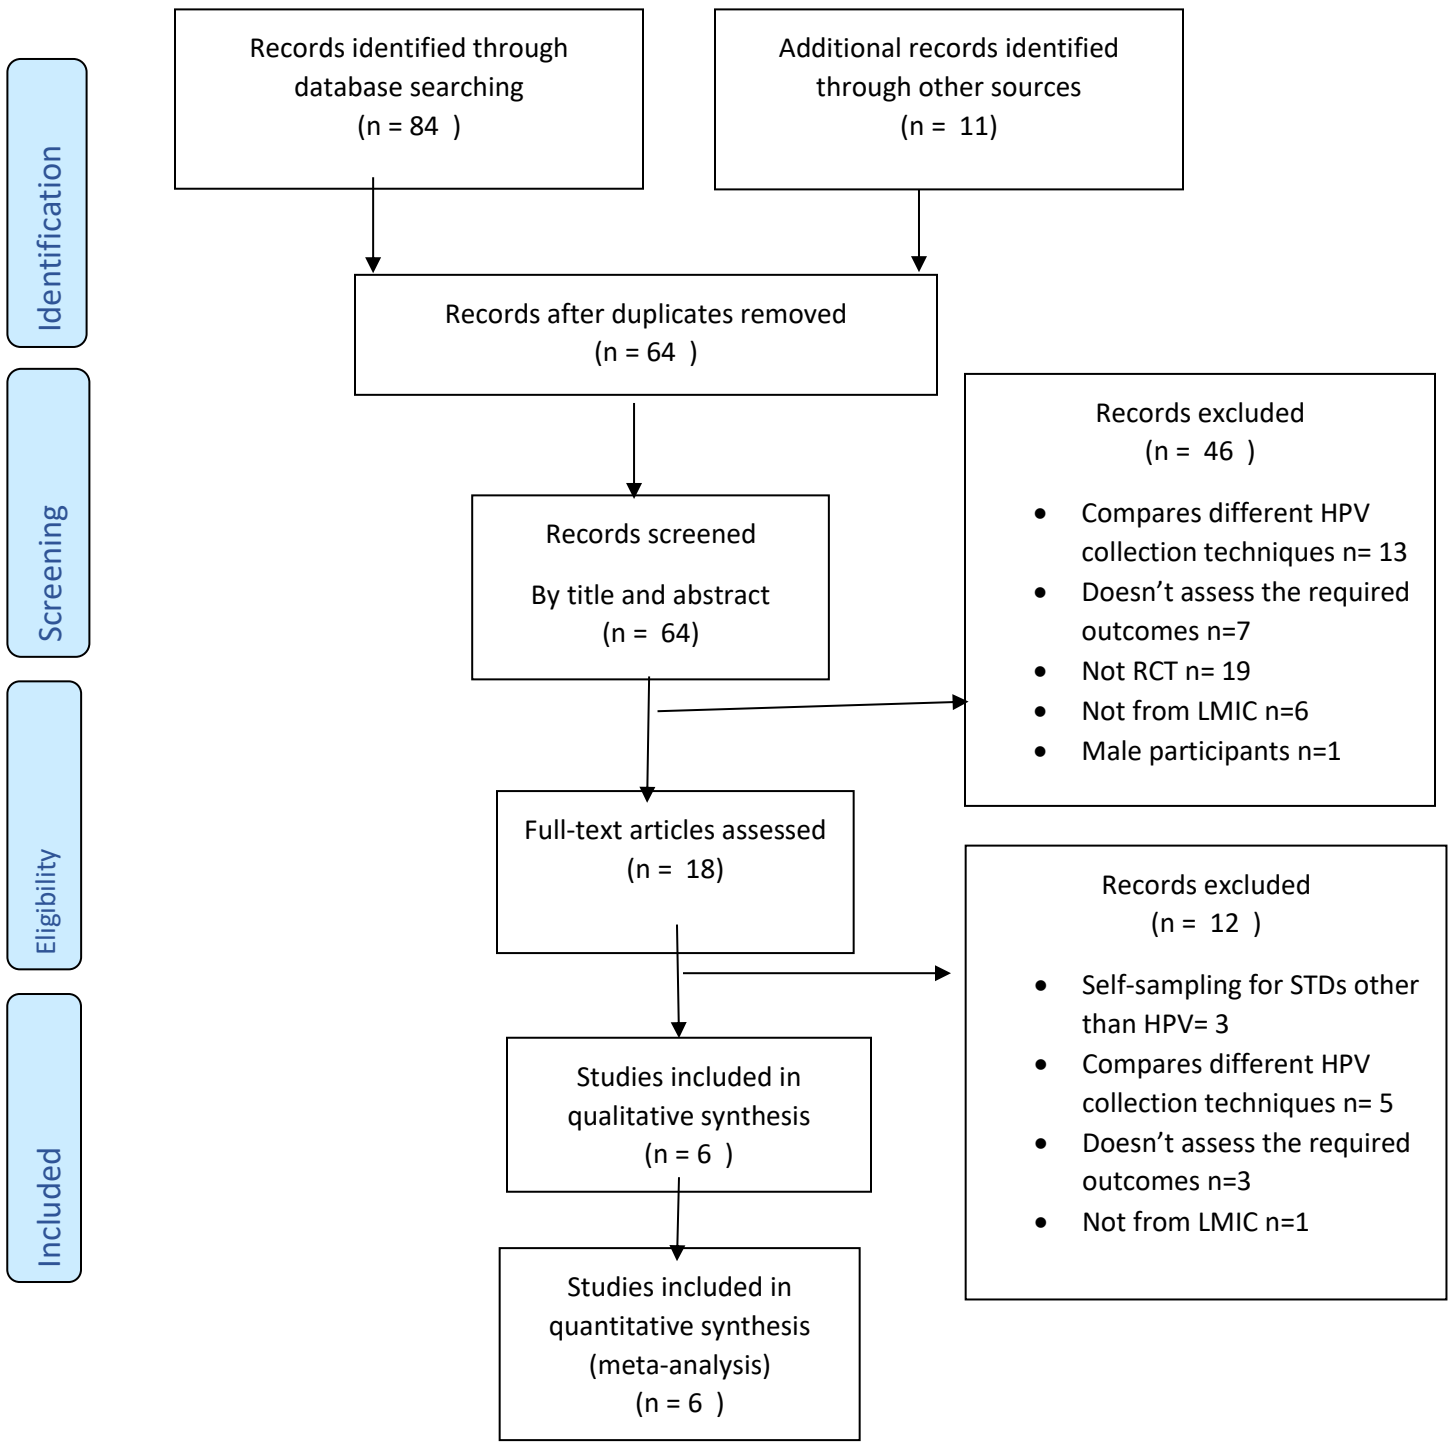 Identification
Records identified through
database searching
(n = 84  )
Additional records identified
through other sources
(n =  11)
Records after duplicates removed
(n = 64  )
Screening
Records screened
By title and abstract
(n =  64)
Records excluded
(n =  46  )
• Compares different HPV
collection techniques n= 13
• Doesn’t assess the required
outcomes n=7
• Not RCT n= 19
• Not from LMIC n=6
• Male participants n=1
Eligibility
Full-text articles assessed
(n =  18)
Records excluded
(n =  12  )
• Self-sampling for STDs other
than HPV= 3
• Compares different HPV
collection techniques n= 5
• Doesn’t assess the required
outcomes n=3
• Not from LMIC n=1
Included
Studies included in
qualitative synthesis
(n = 6  )
Studies included in
quantitative synthesis
(meta-analysis)
(n = 6  )